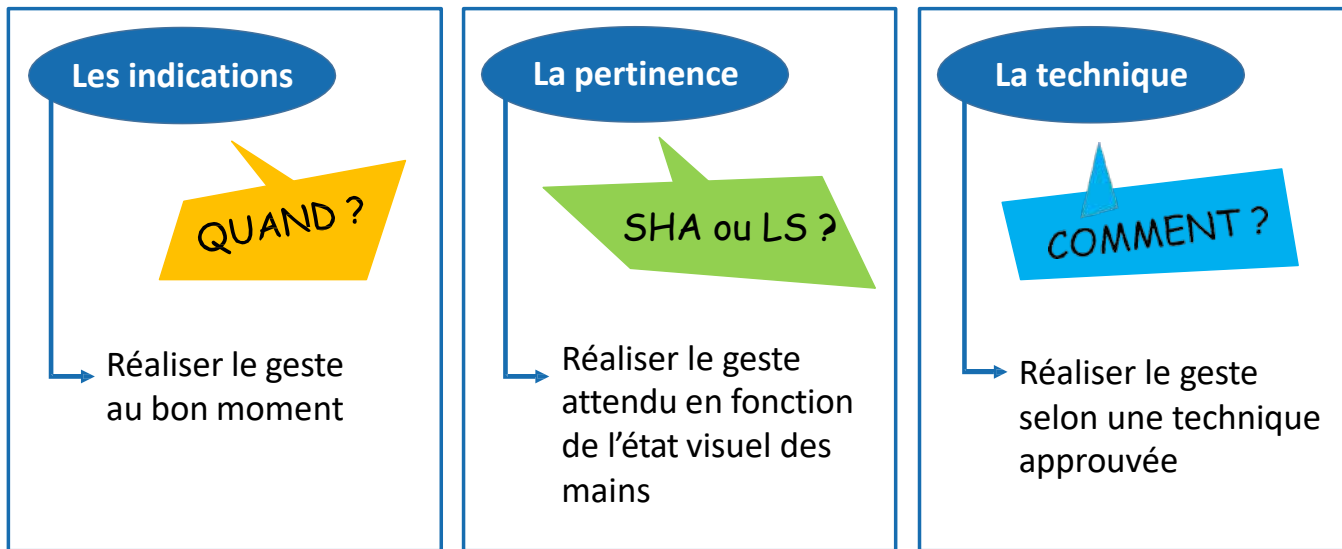 Les indications
QUAND ?
Réaliser le geste
au bon moment
La pertinence
SHA ou LS ?
Réaliser le geste
attendu en fonction
de l’état visuel des
mains
La technique
COMMENT ?
Réaliser le geste
selon une technique
approuvée